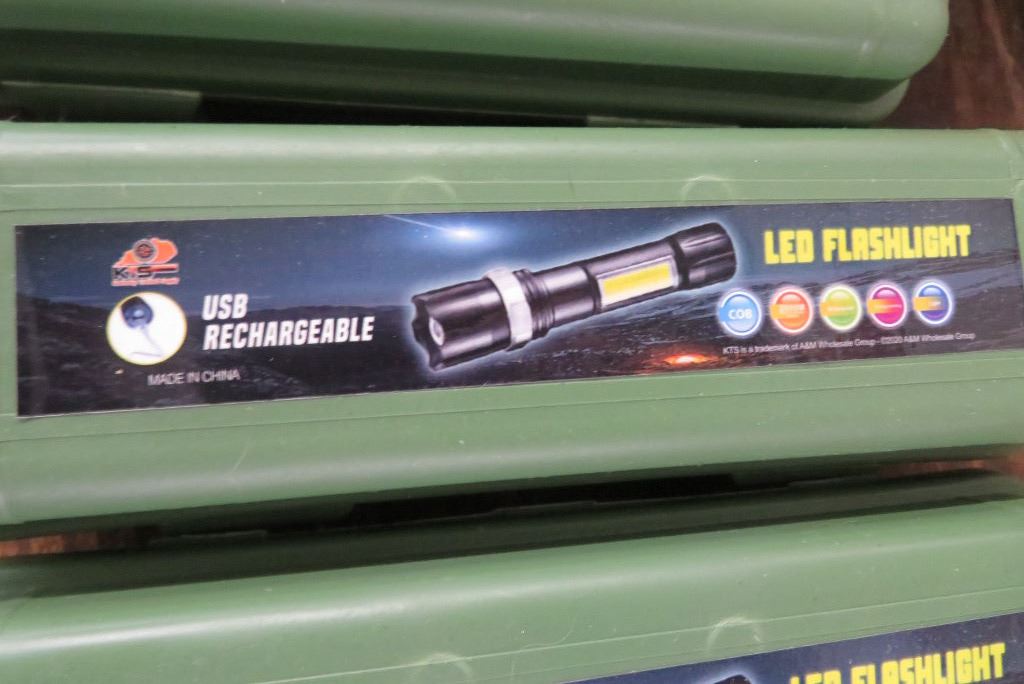 KTS
USB
RECHARGEABLE
MADE IN CHINA
LED FLASHLIGHT
COB
KTS is a trademark of A&M Wholesale Group - ©2020 A&M Wholesale Group
LED FLASHLIGHT